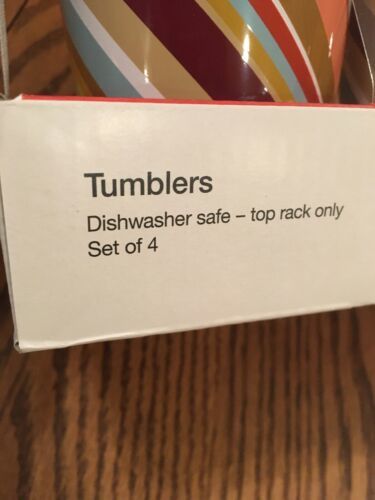 Tumblers
Dishwasher safe – top rack only
Set of 4